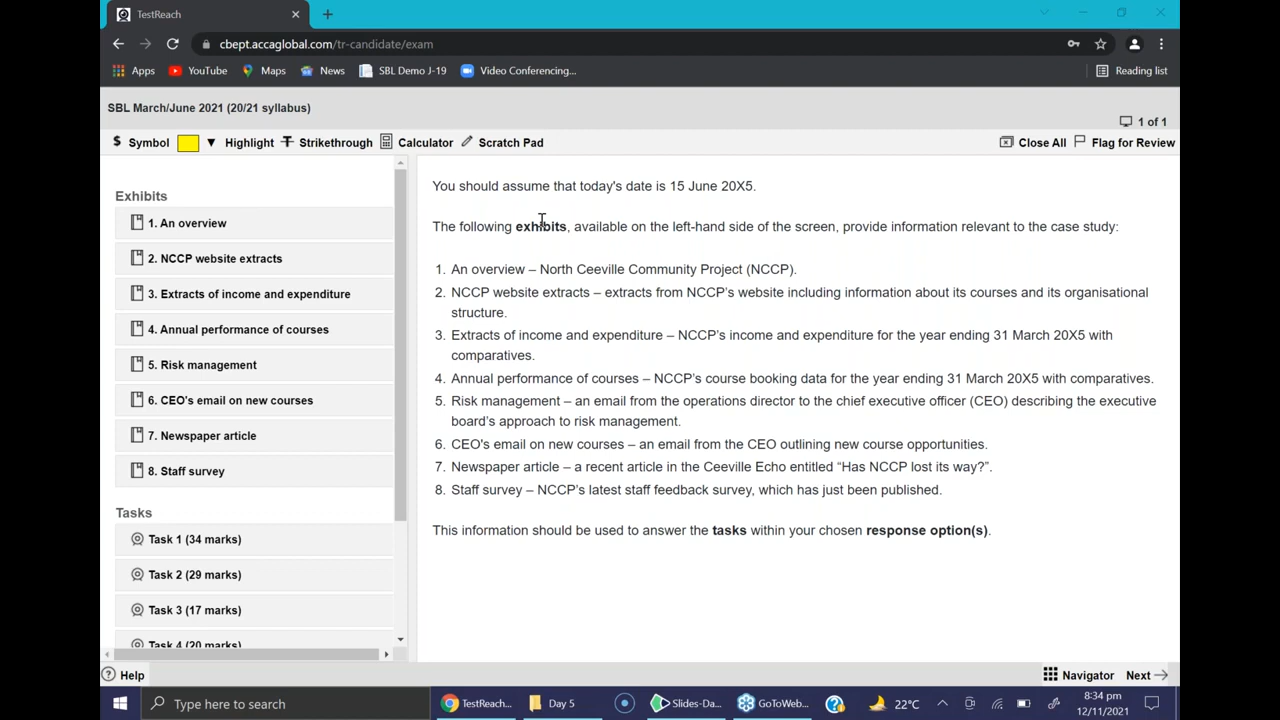 TestReach
cbept.accaglobal.com/tr-candidate/exam
Apps YouTube Maps News SBL Demo J-19 Video Conferencing... Reading list
SBL March/June 2021 (20/21 syllabus)
1 of 1
$ Symbol Highlight Strikethrough Calculator Scratch Pad Close All Flag for Review
Exhibits
1. An overview
2. NCCP website extracts
3. Extracts of income and expenditure
4. Annual performance of courses
5. Risk management
6. CEO's email on new courses
7. Newspaper article
8. Staff survey
Tasks
Task 1 (34 marks)
Task 2 (29 marks)
Task 3 (17 marks)
Task 4 (20 marks)
You should assume that today's date is 15 June 20X5.
The following exhibits, available on the left-hand side of the screen, provide information relevant to the case study:
1. An overview – North Ceeville Community Project (NCCP).
2. NCCP website extracts – extracts from NCCP's website including information about its courses and its organisational
structure.
3. Extracts of income and expenditure – NCCP's income and expenditure for the year ending 31 March 20X5 with
comparatives.
4. Annual performance of courses – NCCP's course booking data for the year ending 31 March 20X5 with comparatives.
5. Risk management – an email from the operations director to the chief executive officer (CEO) describing the executive
board's approach to risk management.
6. CEO's email on new courses – an email from the CEO outlining new course opportunities.
7. Newspaper article – a recent article in the Ceeville Echo entitled “Has NCCP lost its way?”.
8. Staff survey – NCCP's latest staff feedback survey, which has just been published.
This information should be used to answer the tasks within your chosen response option(s).
Help Navigator Next
Type here to search TestReach... Day 5 Slides-Da... GoToWeb... 22°C 8:34 pm
12/11/2021